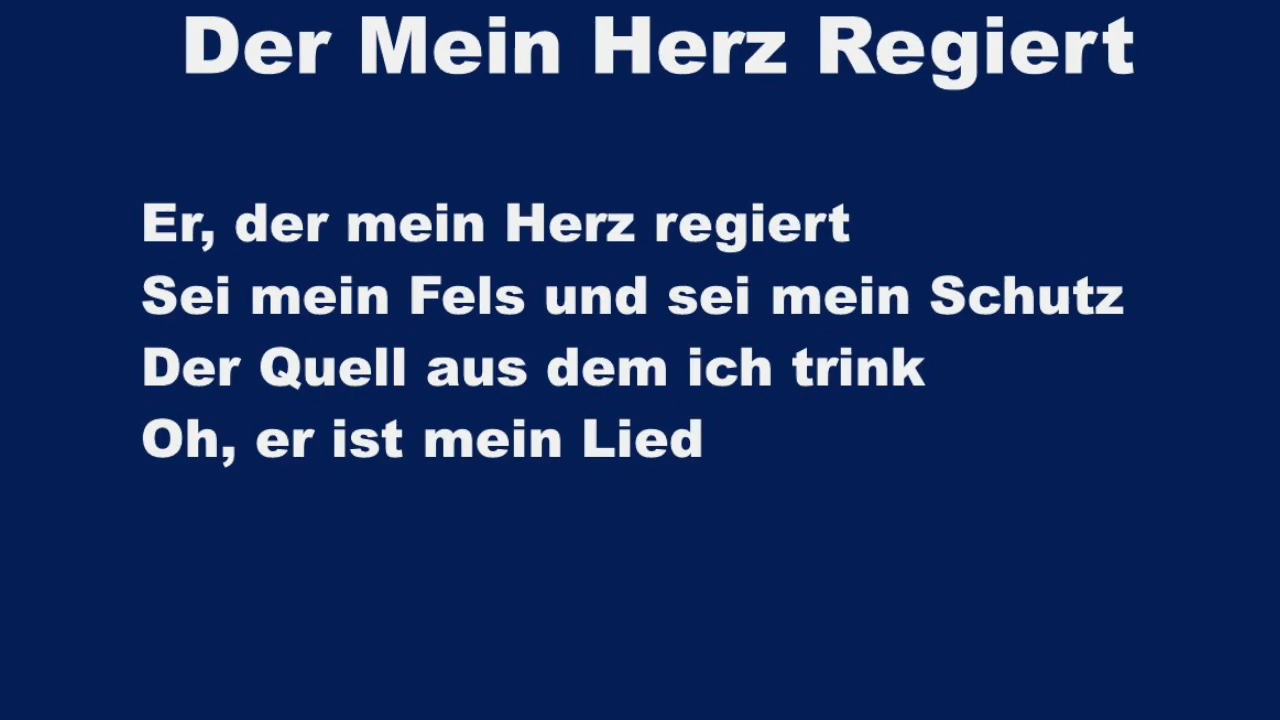 Der Mein Herz Regiert
Er, der mein Herz regiert
Sei mein Fels und sei mein Schutz
Der Quell aus dem ich trink
Oh, er ist mein Lied